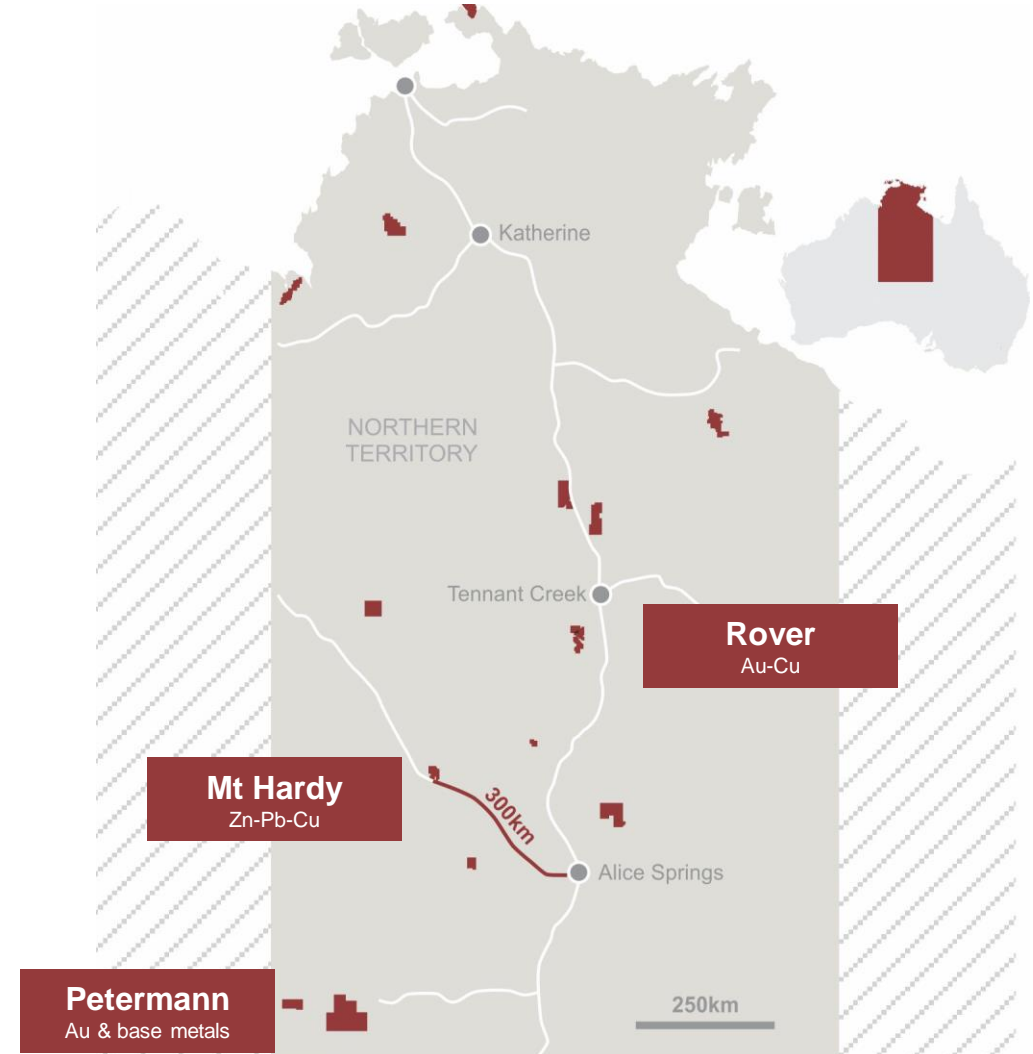 Katherine
NORTHERN
TERRITORY
Tennant Creek
Rover
Au-Cu
Mt Hardy
Zn-Pb-Cu
300km
Alice Springs
Petermann
Au & base metals
250km